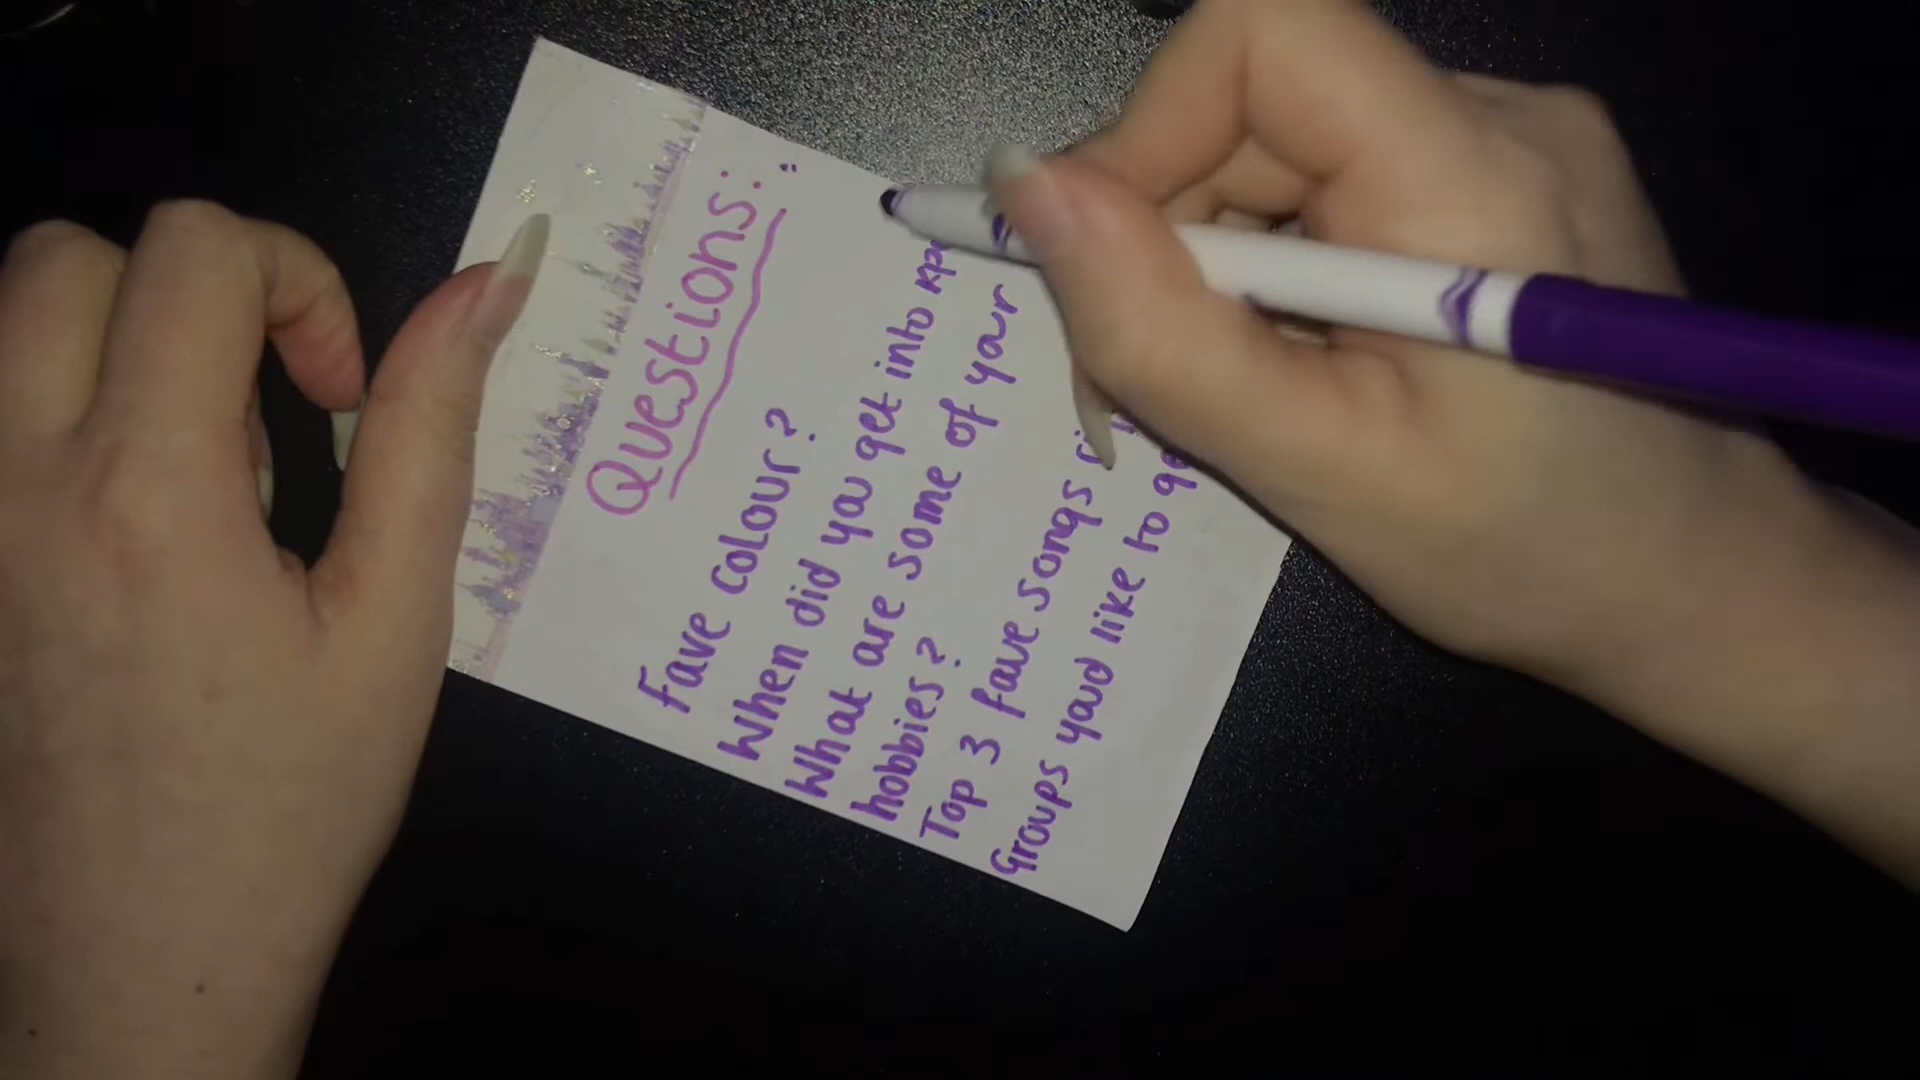 Questions:
Fave colour?
When did you get into
What are some of your
hobbies?
Top 3 fave songs
Groups youd like to